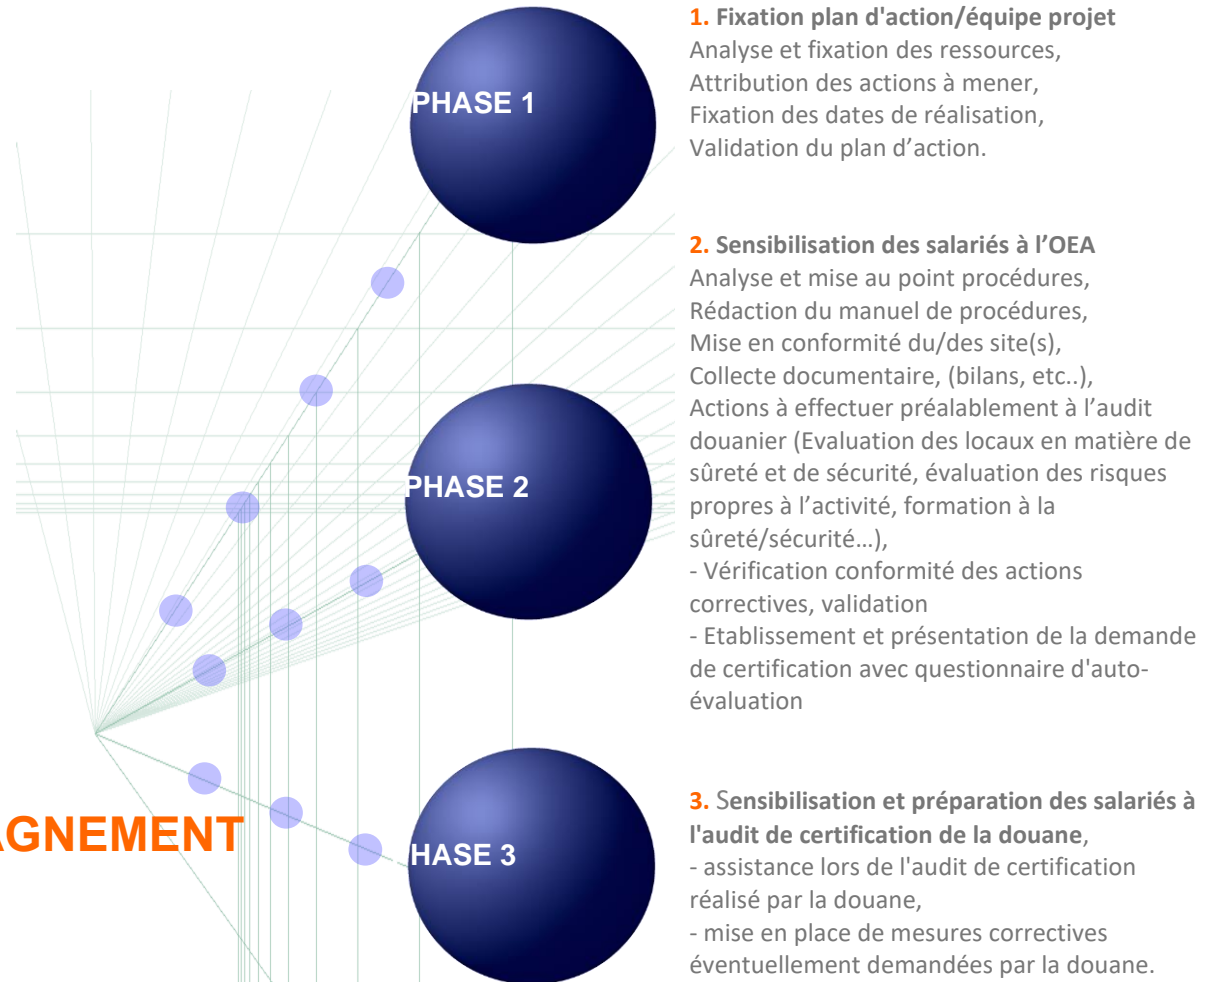 PHASE 1
1. Fixation plan d'action/équipe projet
Analyse et fixation des ressources,
Attribution des actions à mener,
Fixation des dates de réalisation,
Validation du plan d’action.
PHASE 2
2. Sensibilisation des salariés à l’OEA
Analyse et mise au point procédures,
Rédaction du manuel de procédures,
Mise en conformité du/des site(s),
Collecte documentaire, (bilans, etc..),
Actions à effectuer préalablement à l’audit
douanier (Evaluation des locaux en matière de
sûreté et de sécurité, évaluation des risques
propres à l’activité, formation à la
sûreté/sécurité…),
- Vérification conformité des actions
correctives, validation
- Etablissement et présentation de la demande
de certification avec questionnaire d'auto-
évaluation
AGNEMENT
HASE 3
3. Sensibilisation et préparation des salariés à
l'audit de certification de la douane,
- assistance lors de l'audit de certification
réalisé par la douane,
- mise en place de mesures correctives
éventuellement demandées par la douane.